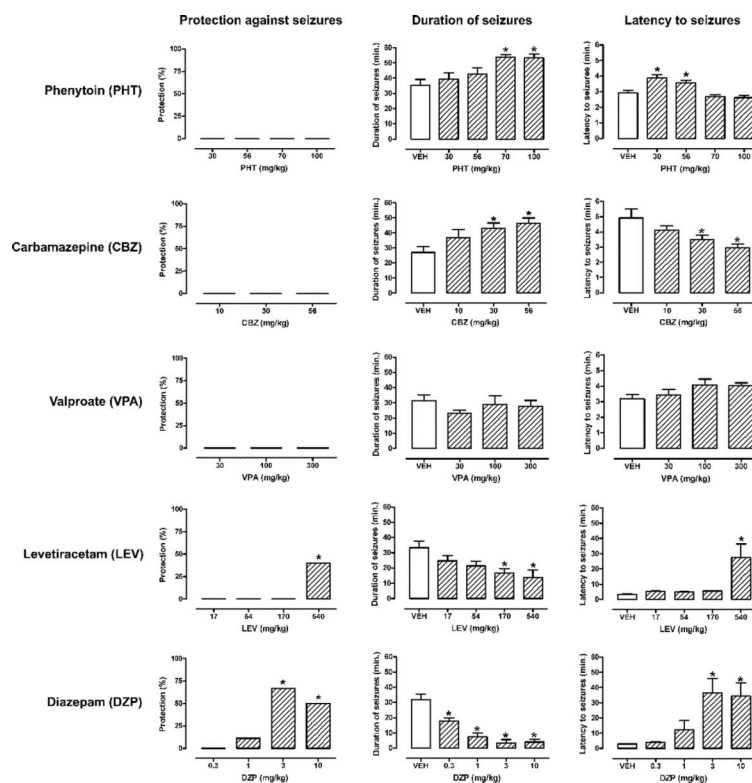 Protection against seizures Duration of seizures Latency to seizures
Phenytoin (PHT)
Protection (%)
100
75
50
25
0
30 56 70 100
PHT (mg/kg)
Duration of seizures (min.)
60
50
40
30
20
10
0
* *
VEH 30 56 70 100
PHT (mg/kg)
Latency to seizures (min.)
6
5
4
3
2
1
0
* *
VEH 30 56 70 100
PHT (mg/kg)
Carbamazepine (CBZ)
Protection (%)
100
75
50
25
0
10 30 56
CBZ (mg/kg)
Duration of seizures (min.)
60
50
40
30
20
10
0
* *
VEH 10 30 56
CBZ (mg/kg)
Latency to seizures (min.)
6
5
4
3
2
1
0
* *
VEH 10 30 56
CBZ (mg/kg)
Valproate (VPA)
Protection (%)
100
75
50
25
0
30 100 300
VPA (mg/kg)
Duration of seizures (min.)
60
50
40
30
20
10
0
VEH 30 100 300
VPA (mg/kg)
Latency to seizures (min.)
6
5
4
3
2
1
0
VEH 30 100 300
VPA (mg/kg)
Levetiracetam (LEV)
Protection (%)
100
75
50
25
0
*
17 54 170 540
LEV (mg/kg)
Duration of seizures (min.)
60
50
40
30
20
10
0
* *
VEH 17 54 170 540
LEV (mg/kg)
Latency to seizures (min.)
60
50
40
30
20
10
0
*
VEH 17 54 170 540
LEV (mg/kg)
Diazepam (DZP)
Protection (%)
100
75
50
25
0
* *
0.3 1 3 10
DZP (mg/kg)
Duration of seizures (min.)
60
50
40
30
20
10
0
* * * *
VEH 0.3 1 3 10
DZP (mg/kg)
Latency to seizures (min.)
60
50
40
30
20
10
0
* *
VEH 0.3 1 3 10
DZP (mg/kg)